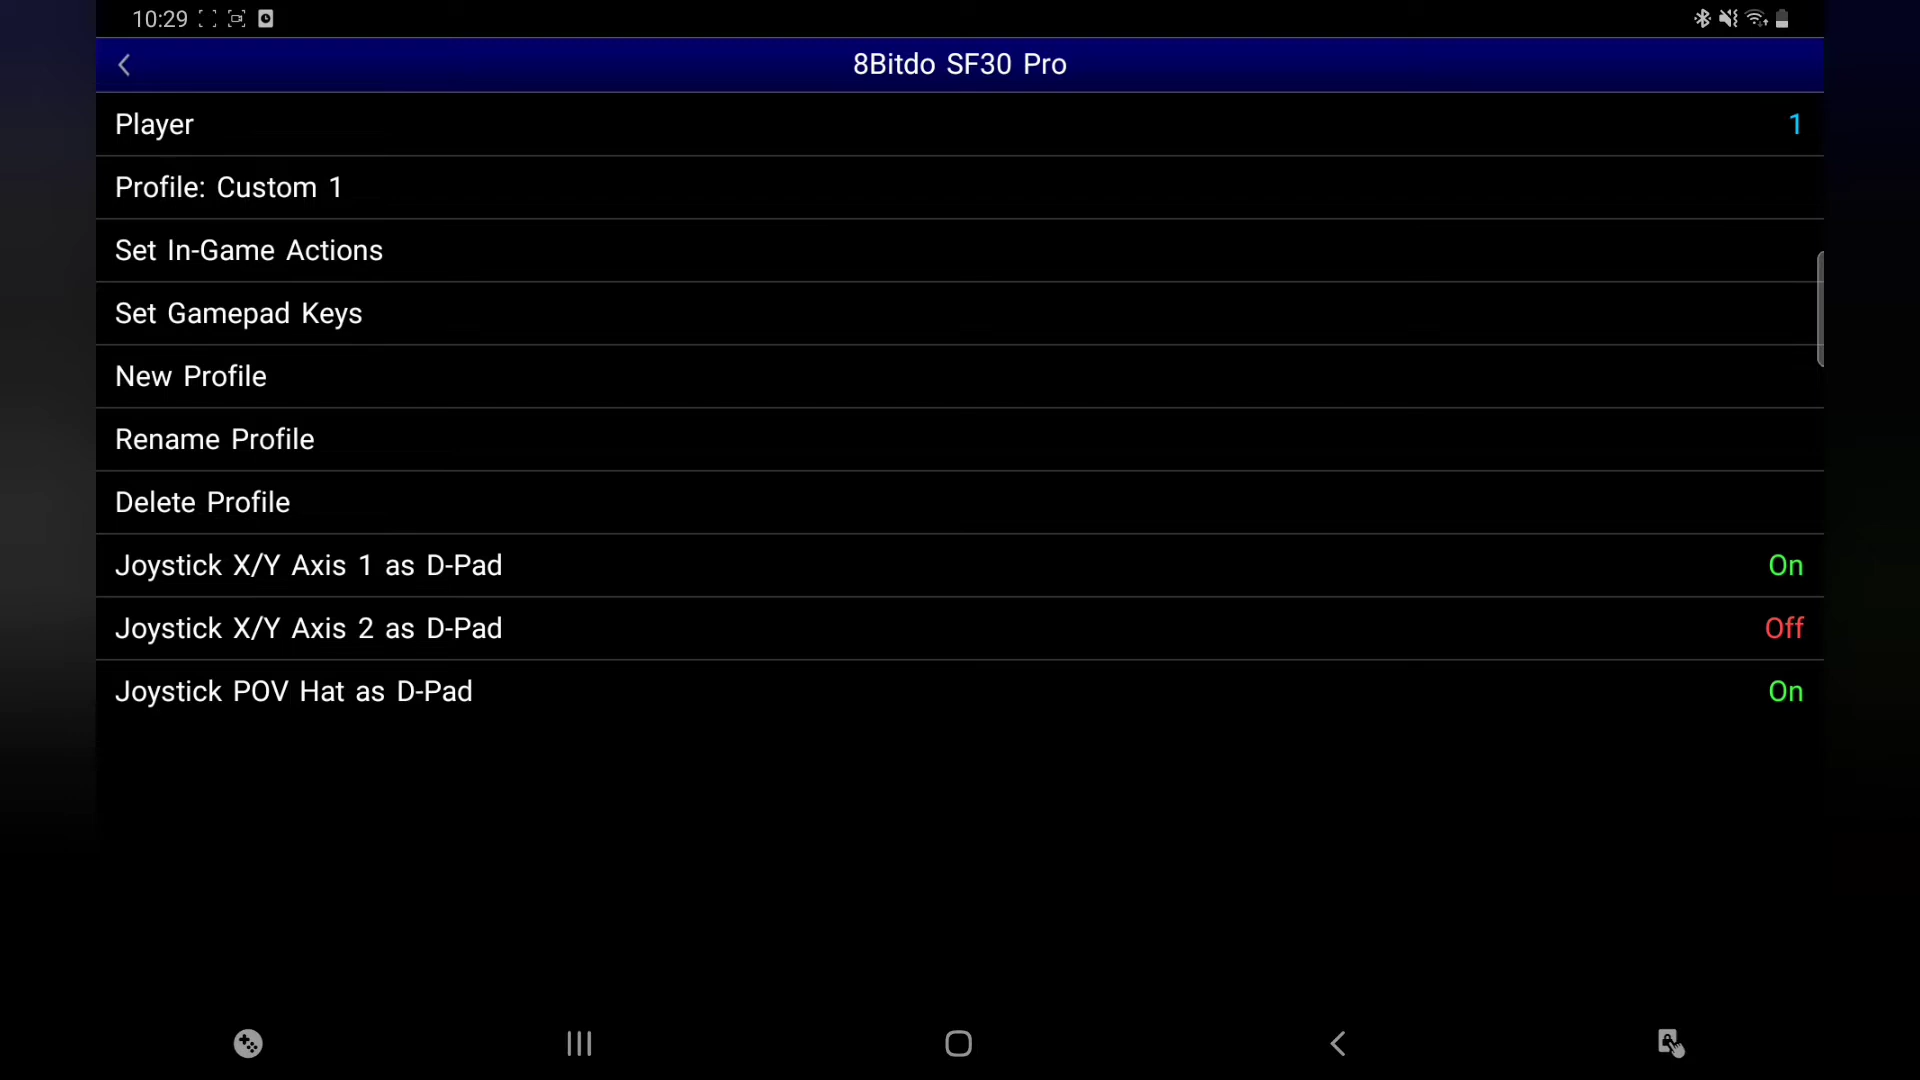 10:29
8Bitdo SF30 Pro
Player 1
Profile: Custom 1
Set In-Game Actions
Set Gamepad Keys
New Profile
Rename Profile
Delete Profile
Joystick X/Y Axis 1 as D-Pad On
Joystick X/Y Axis 2 as D-Pad Off
Joystick POV Hat as D-Pad On